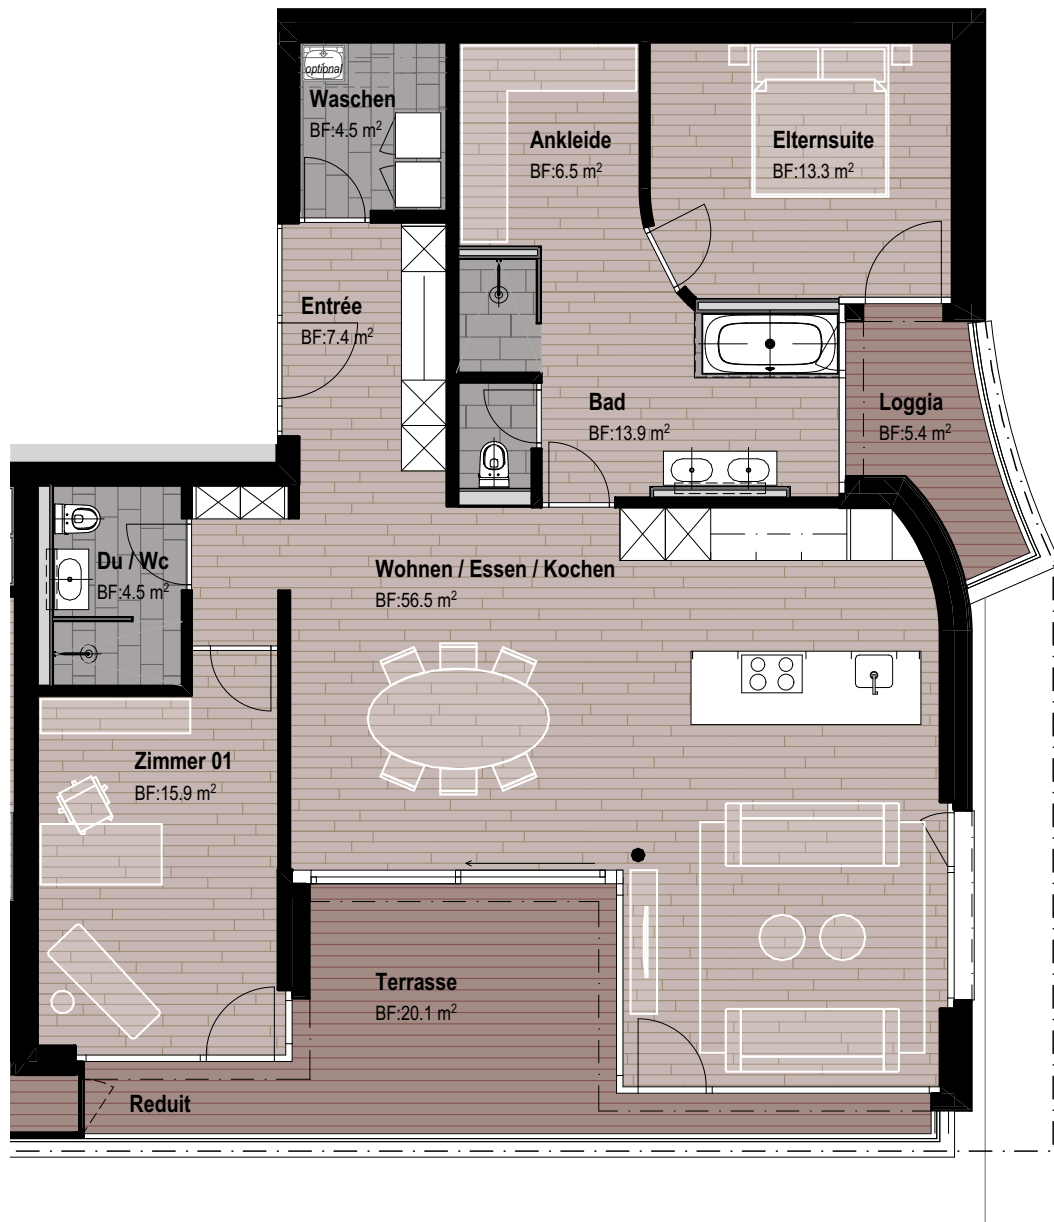 optional
Waschen
BF:4.5 m²
Ankleide
BF:6.5 m²
Elternsuite
BF:13.3 m²
Entrée
BF:7.4 m²
Bad
BF:13.9 m²
Loggia
BF:5.4 m²
Du / Wc
BF:4.5 m²
Wohnen / Essen / Kochen
BF:56.5 m²
Zimmer 01
BF:15.9 m²
Terrasse
BF:20.1 m²
Reduit